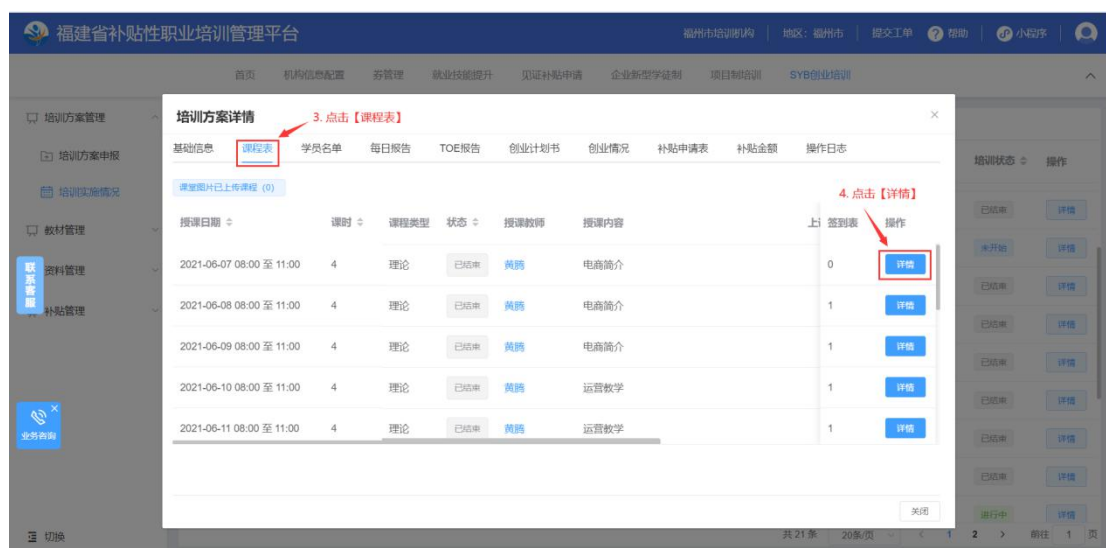 福建省补贴性职业培训管理平台 福州市培训机构 地区：福州市 提交工单 帮助 小程序
首页 机构信息配置 券管理 就业技能提升 见证补贴申请 企业新型学徒制 项目制培训 SYB创业培训
培训方案管理
培训方案申报
培训实施情况
教材管理
资料管理
补贴管理
联系客服
业务咨询
切换
培训方案详情 3. 点击【课程表】
基础信息 课程表 学员名单 每日报告 TOE报告 创业计划书 创业情况 补贴申请表 补贴金额 操作日志
课堂图片已上传课程 (0) 4. 点击【详情】
授课日期 课时 课程类型 状态 授课教师 授课内容 签到表 操作
2021-06-07 08:00 至 11:00 4 理论 已结束 黄腾 电商简介 0 详情
2021-06-08 08:00 至 11:00 4 理论 已结束 黄腾 电商简介 1 详情
2021-06-09 08:00 至 11:00 4 理论 已结束 黄腾 电商简介 1 详情
2021-06-10 08:00 至 11:00 4 理论 已结束 黄腾 运营教学 1 详情
2021-06-11 08:00 至 11:00 4 理论 已结束 黄腾 运营教学 1 详情
关闭
培训状态 操作
已结束 详情
未开始 详情
已结束 详情
已结束 详情
已结束 详情
已结束 详情
已结束 详情
已结束 详情
进行中 详情
共 21 条 20条/页 1 2 前往 1 页